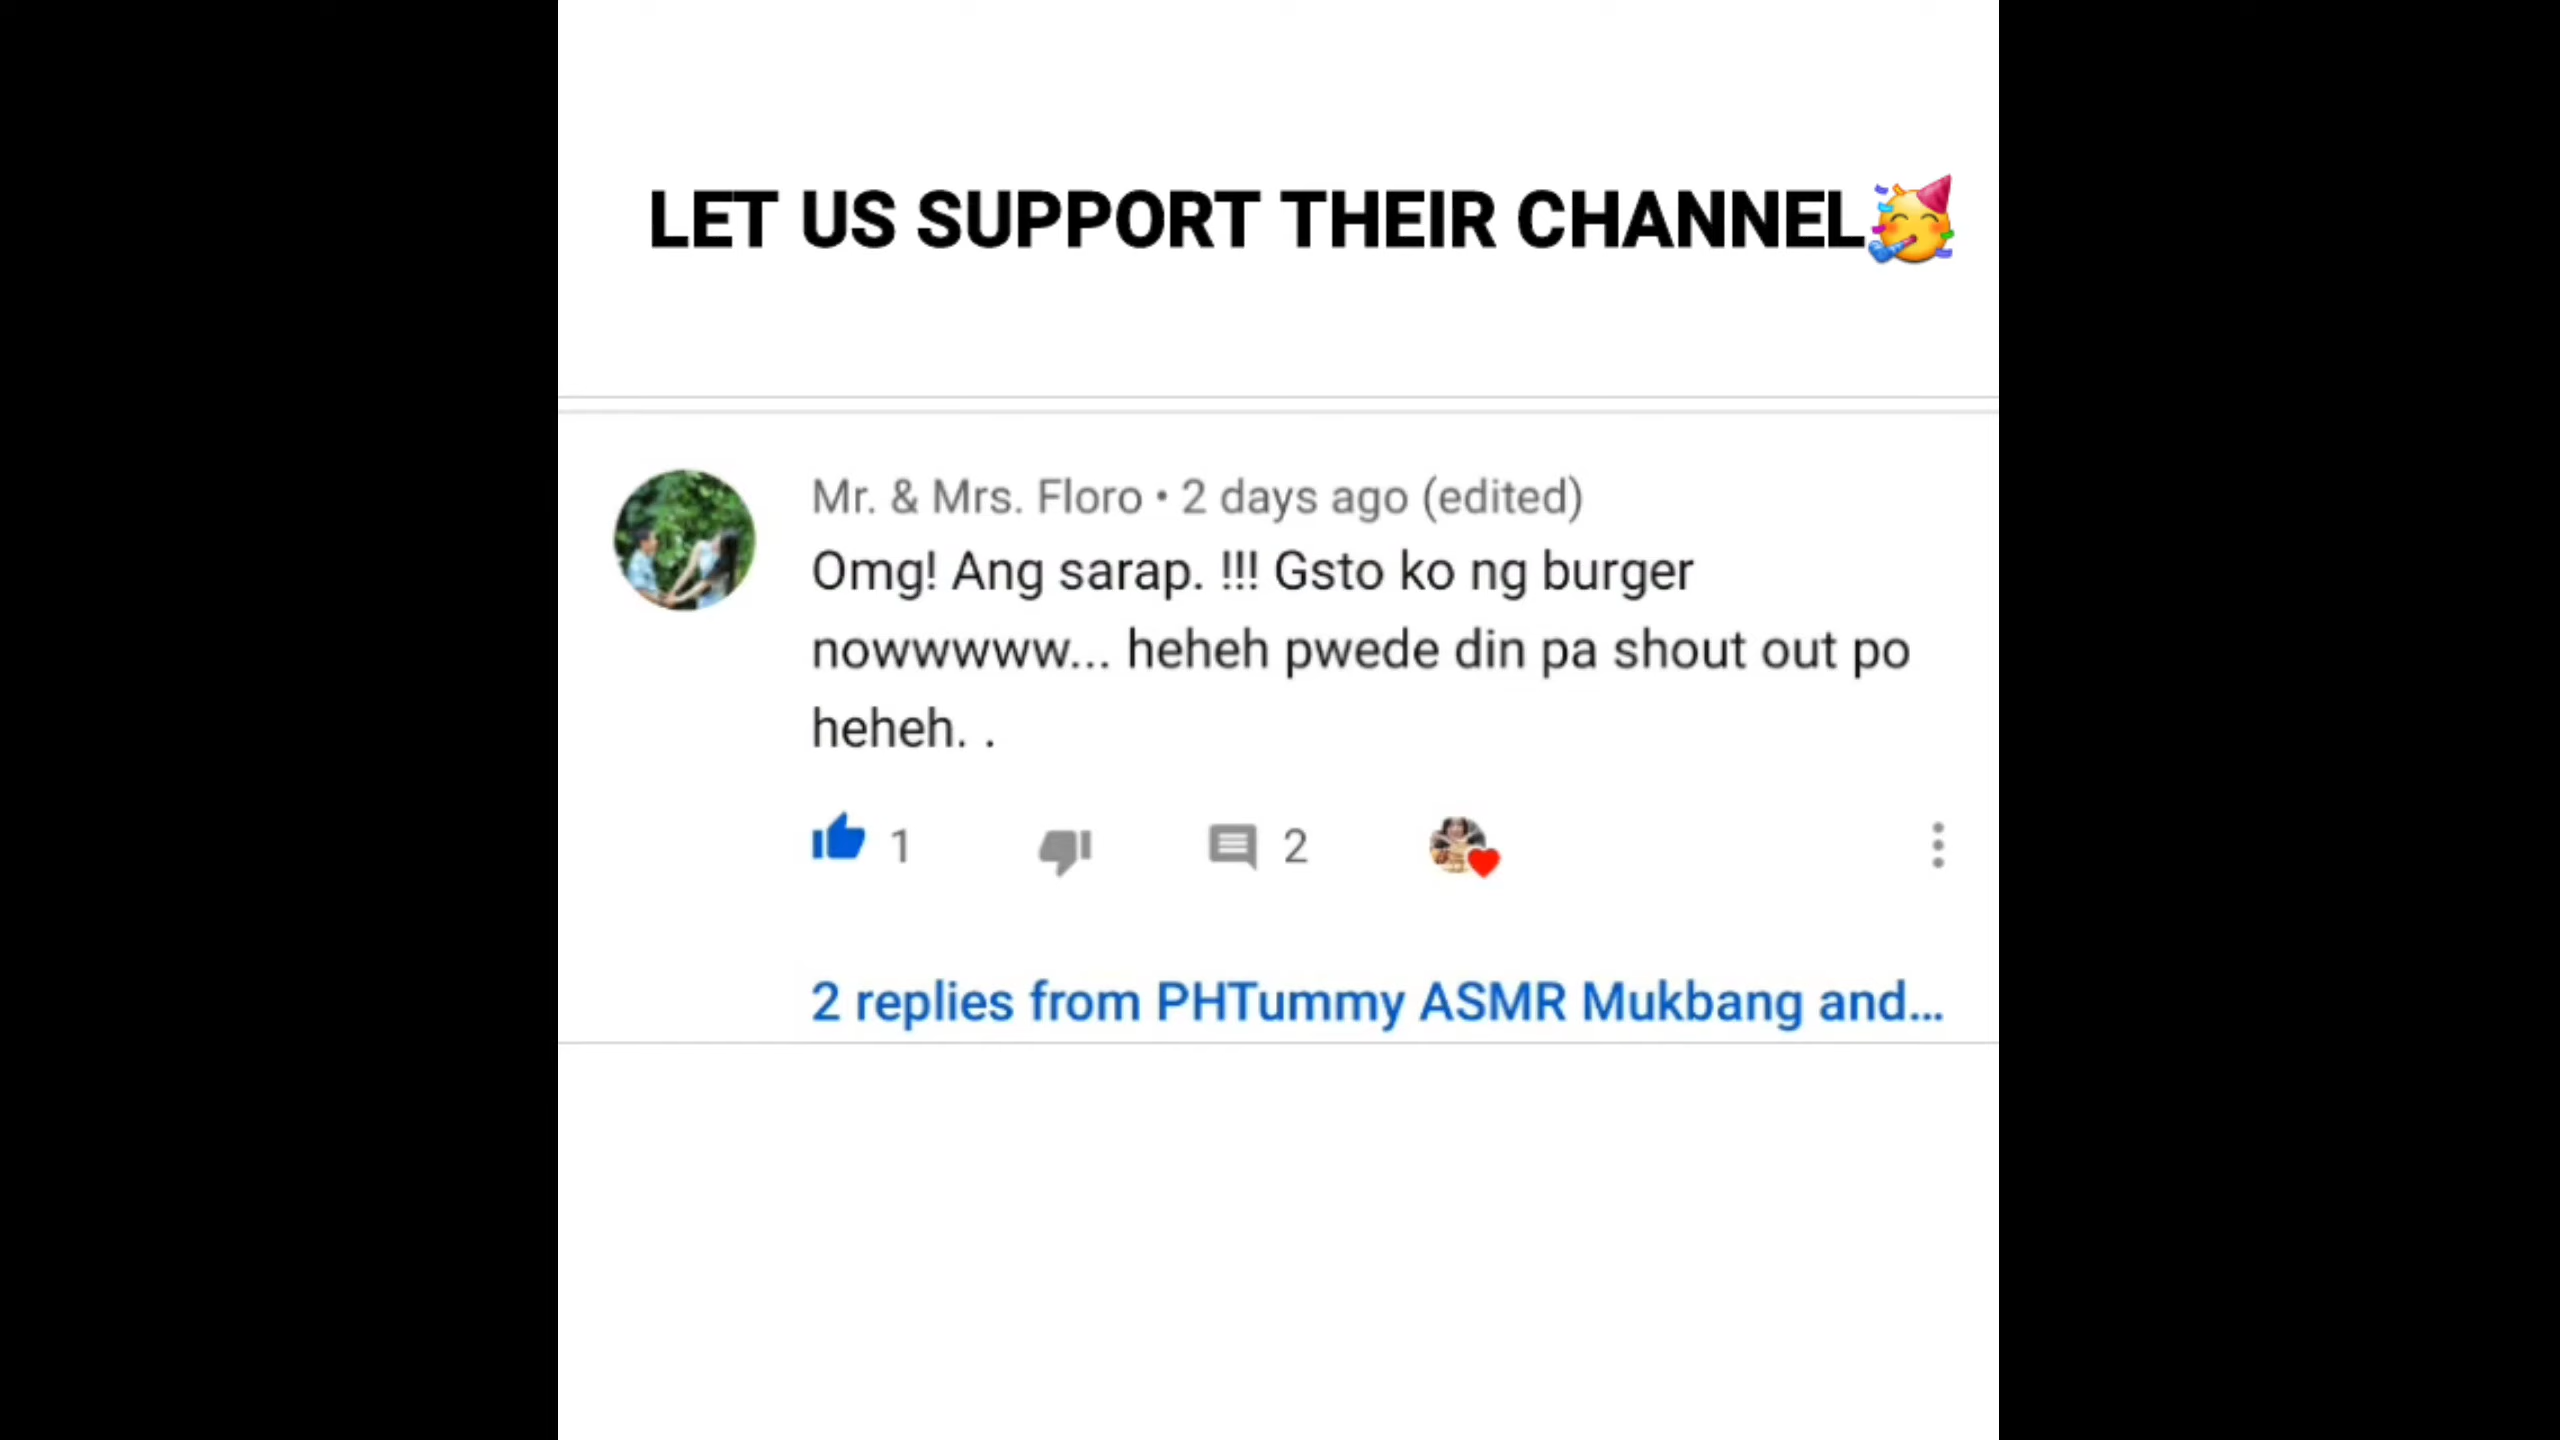 LET US SUPPORT THEIR CHANNEL🥳
Mr. & Mrs. Floro • 2 days ago (edited)
Omg! Ang sarap. !!! Gsto ko ng burger
nowwwww... heheh pwede din pa shout out po
heheh. .
1 2
2 replies from PHTummy ASMR Mukbang and...